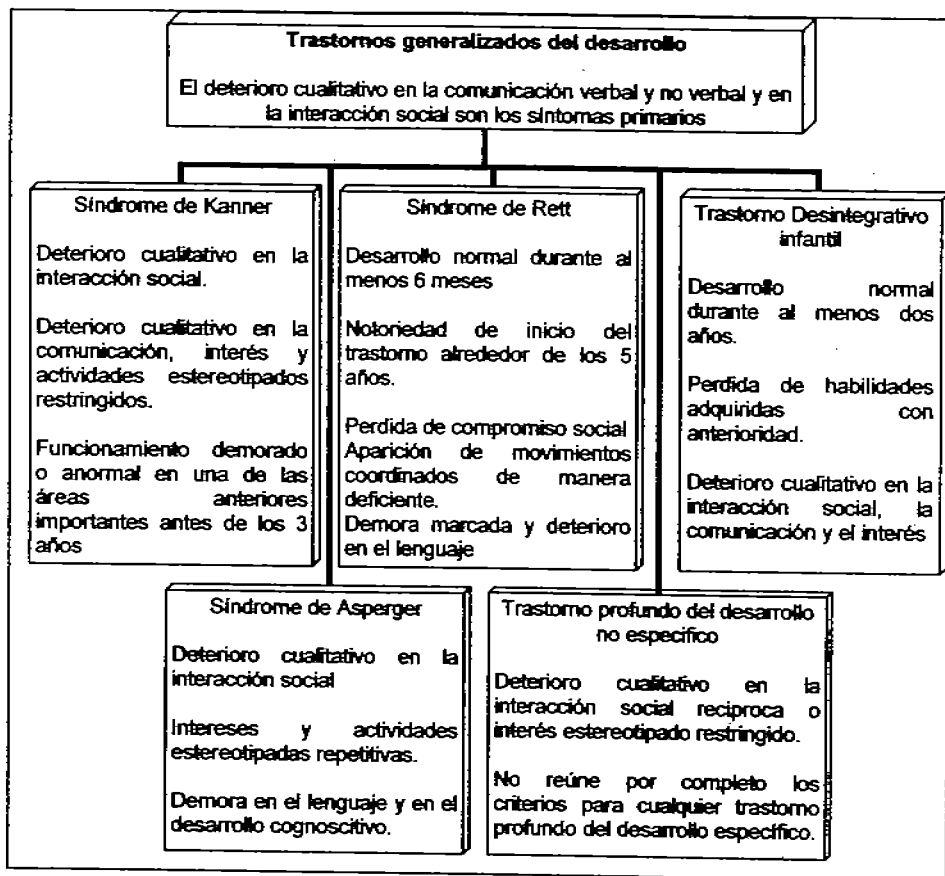 Trastornos generalizados del desarrollo
El deterioro cualitativo en la comunicación verbal y no verbal y en
la interacción social son los síntomas primarios
Síndrome de Kanner
Deterioro cualitativo en la
interacción social.
Deterioro cualitativo en la
comunicación, interés y
actividades estereotipados
restringidos.
Funcionamiento demorado
o anormal en una de las
áreas anteriores
importantes antes de los 3
años
Síndrome de Rett
Desarrollo normal durante al
menos 6 meses
Notoriedad de inicio del
trastorno alrededor de los 5
años.
Perdida de compromiso social
Aparición de movimientos
coordinados de manera
deficiente.
Demora marcada y deterioro
en el lenguaje
Trastorno Desintegrativo
infantil
Desarrollo normal
durante al menos dos
años.
Perdida de habilidades
adquiridas con
anterioridad.
Deterioro cualitativo en la
interacción social, la
comunicación y el interés
Síndrome de Asperger
Deterioro cualitativo en la
interacción social
Intereses y actividades
estereotipadas repetitivas.
Demora en el lenguaje y en el
desarrollo cognoscitivo.
Trastorno profundo del desarrollo
no especifico
Deterioro cualitativo en la
interacción social reciproca o
interés estereotipado restringido.
No reúne por completo los
criterios para cualquier trastorno
profundo del desarrollo específico.